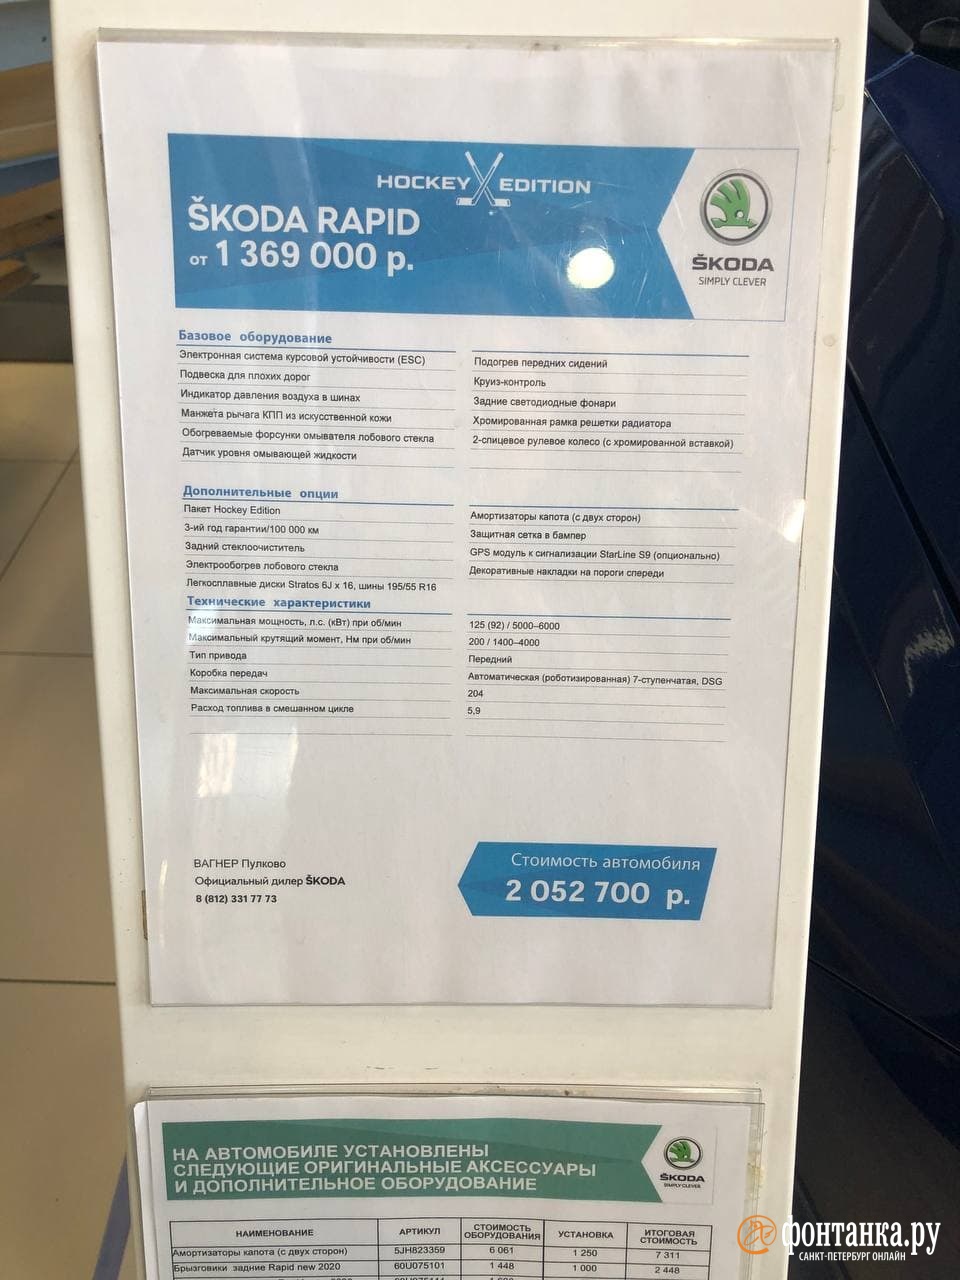 HOCKEY EDITION
ŠKODA RAPID
от 1 369 000 р.
ŠKODA
SIMPLY CLEVER
Базовое оборудование
Электронная система курсовой устойчивости (ESC)
Подвеска для плохих дорог
Индикатор давления воздуха в шинах
Манжета рычага КПП из искусственной кожи
Обогреваемые форсунки омывателя лобового стекла
Датчик уровня омывающей жидкости
Подогрев передних сидений
Круиз-контроль
Задние светодиодные фонари
Хромированная рамка решетки радиатора
2-спицевое рулевое колесо (с хромированной вставкой)
Дополнительные опции
Пакет Hockey Edition
3-ий год гарантии/100 000 км
Задний стеклоочиститель
Электрообогрев лобового стекла
Легкосплавные диски Stratos 6J x 16, шины 195/55 R16
Амортизаторы капота (с двух сторон)
Защитная сетка в бампер
GPS модуль к сигнализации StarLine S9 (опционально)
Декоративные накладки на пороги спереди
Технические характеристики
Максимальная мощность, л.с. (кВт) при об/мин 125 (92) / 5000–6000
Максимальный крутящий момент, Нм при об/мин 200 / 1400–4000
Тип привода Передний
Коробка передач Автоматическая (роботизированная) 7-ступенчатая, DSG
Максимальная скорость 204
Расход топлива в смешанном цикле 5,9
ВАГНЕР Пулково
Официальный дилер ŠKODA
8 (812) 331 77 73
Стоимость автомобиля
2 052 700 р.
НА АВТОМОБИЛЕ УСТАНОВЛЕНЫ
СЛЕДУЮЩИЕ ОРИГИНАЛЬНЫЕ АКСЕССУАРЫ
И ДОПОЛНИТЕЛЬНОЕ ОБОРУДОВАНИЕ
ŠKODA
SIMPLY CLEVER
НАИМЕНОВАНИЕ АРТИКУЛ СТОИМОСТЬ ОБОРУДОВАНИЯ УСТАНОВКА ИТОГОВАЯ СТОИМОСТЬ
Амортизаторы капота (с двух сторон) 5JH823359 6 061 1 250 7 311
Брызговики задние Rapid new 2020 60U075101 1 448 1 000 2 448
фонтанка.ру
САНКТ-ПЕТЕРБУРГ ОНЛАЙН